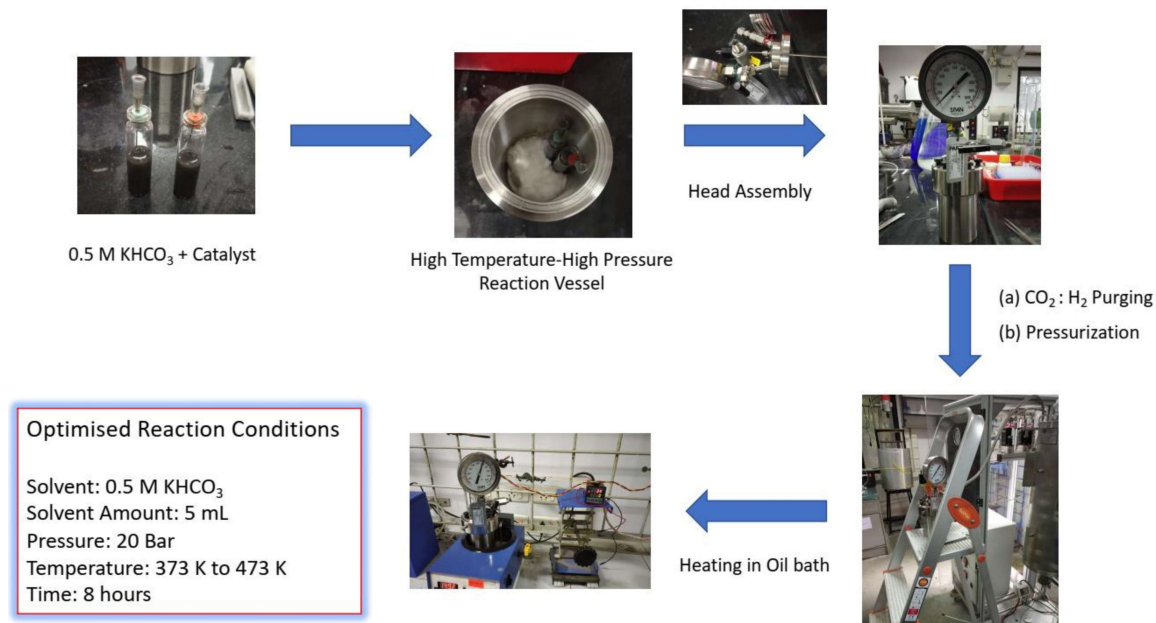 0.5 M KHCO₃ + Catalyst
High Temperature-High Pressure
Reaction Vessel
Head Assembly
SPAN
(a) CO₂ : H₂ Purging
(b) Pressurization
Heating in Oil bath
Optimised Reaction Conditions
Solvent: 0.5 M KHCO₃
Solvent Amount: 5 mL
Pressure: 20 Bar
Temperature: 373 K to 473 K
Time: 8 hours